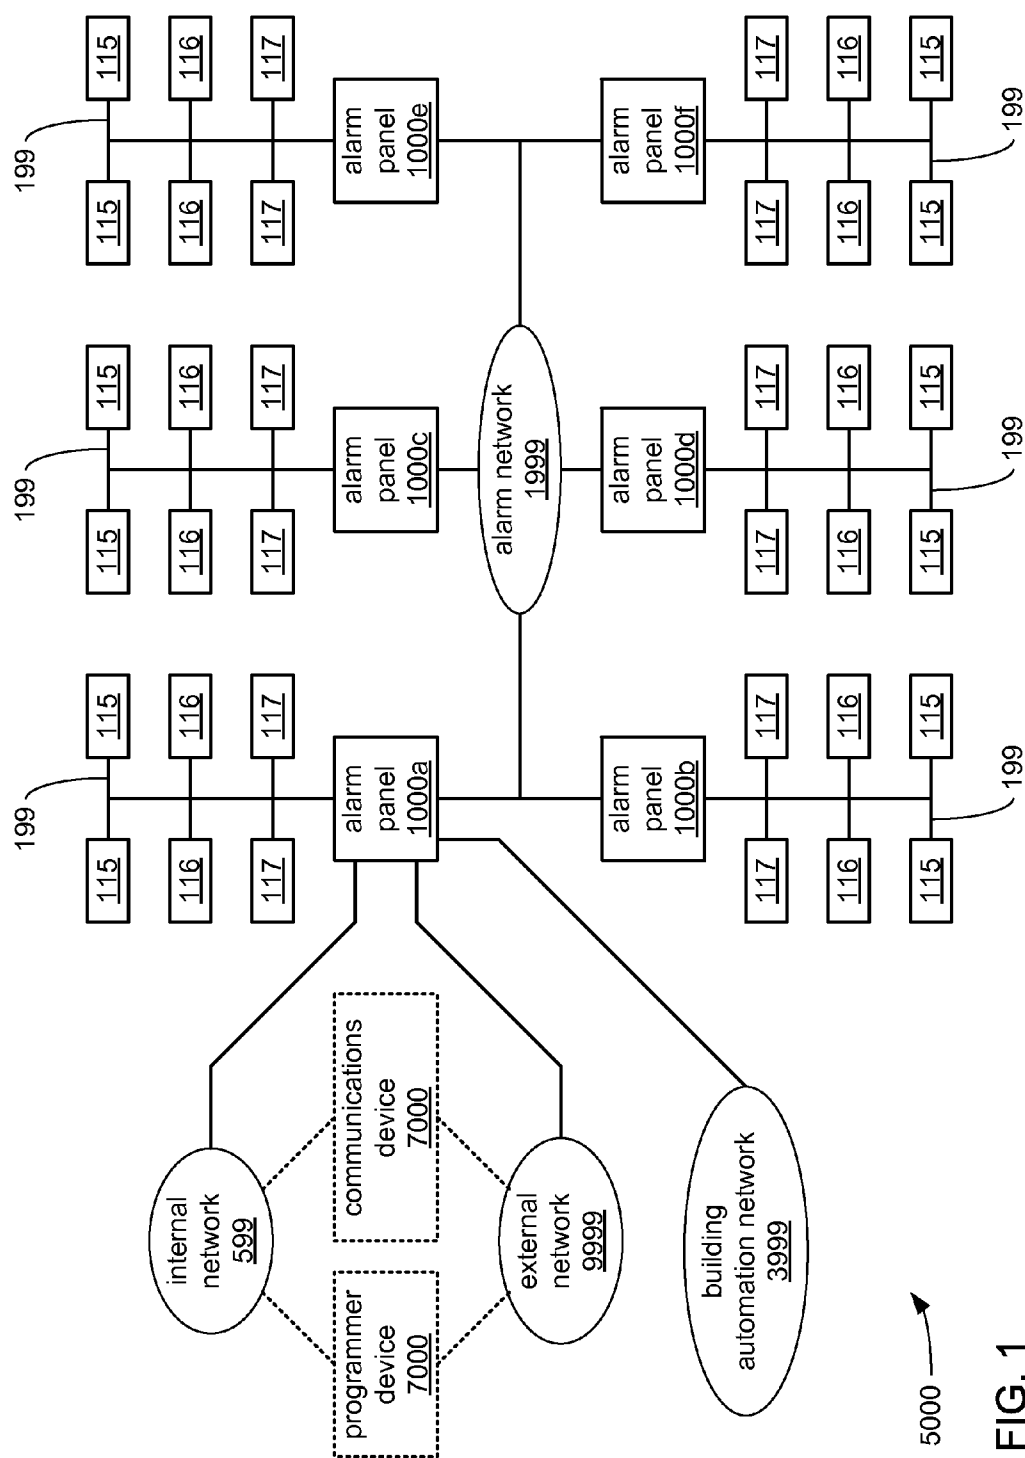 199
199
199
115
115
115
115
115
115
internal
network
599
116
116
116
116
116
116
117
117
117
117
117
117
programmer
device
7000
communications
device
7000
alarm
panel
1000a
alarm
panel
1000c
alarm
panel
1000e
alarm network
1999
external
network
9999
alarm
panel
1000b
alarm
panel
1000d
alarm
panel
1000f
building
automation network
3999
117
117
117
117
117
117
116
116
116
116
116
116
5000
115
115
115
115
115
115
199
199
199
FIG. 1